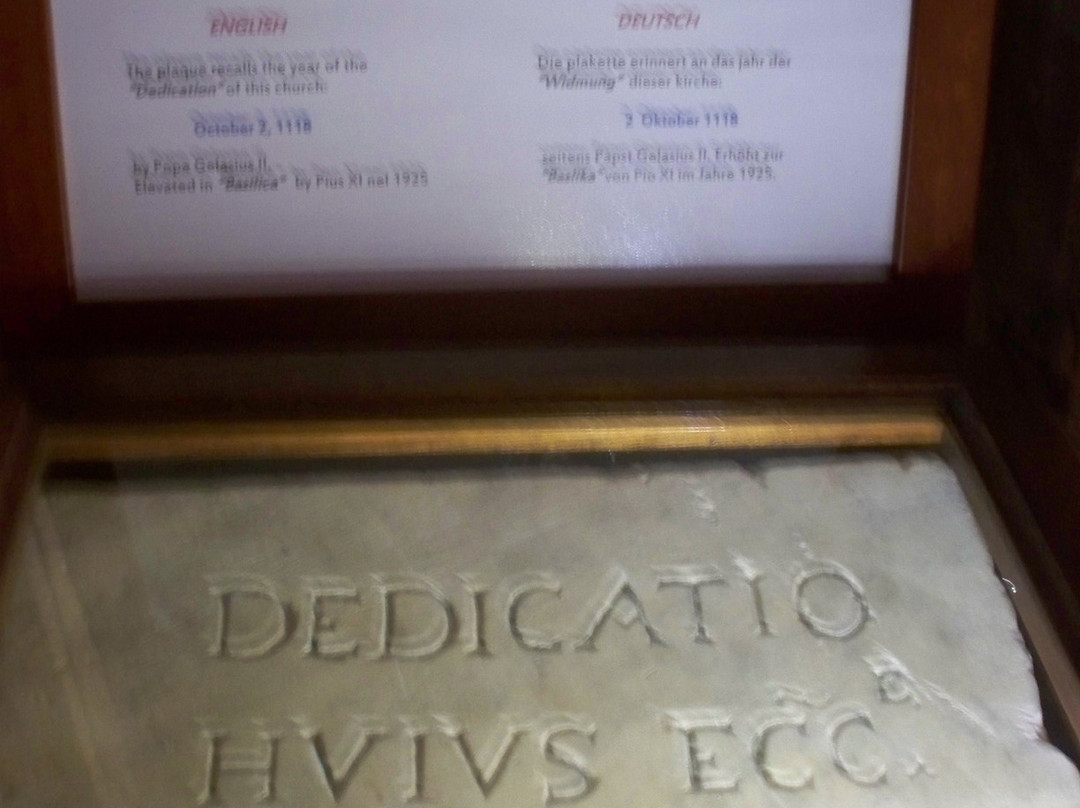 ENGLISH
The plaque recalls the year of the
"Dedication" of this church:
October 2, 1118
by Papa Gelasius II.
Elevated in "Basilica" by Pius XI nel 1925
DEUTSCH
Die plakette erinnert an das jahr der
"Widmung" dieser kirche:
2 Oktober 1118
seitens Papst Gelasius II. Erhöht zur
"Basilika" von Pio XI im Jahre 1925.
DEDICATIO
HVIVS ECC